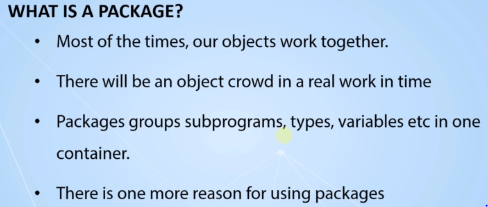 WHAT IS A PACKAGE?
• Most of the times, our objects work together.
• There will be an object crowd in a real work in time
• Packages groups subprograms, types, variables etc in one
container.
• There is one more reason for using packages